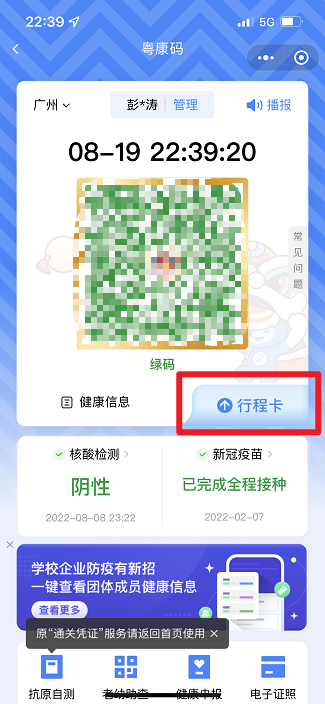 22:39
5G
粤康码
广州
彭*涛
管理
播报
08-19 22:39:20
常见问题
绿码
健康信息
行程卡
核酸检测
新冠疫苗
阴性
已完成全程接种
2022-08-08 23:22
2022-02-07
学校企业防疫有新招
一键查看团体成员健康信息
查看更多
原“通关凭证”服务请返回首页使用
抗原自测
老幼助查
健康申报
电子证照